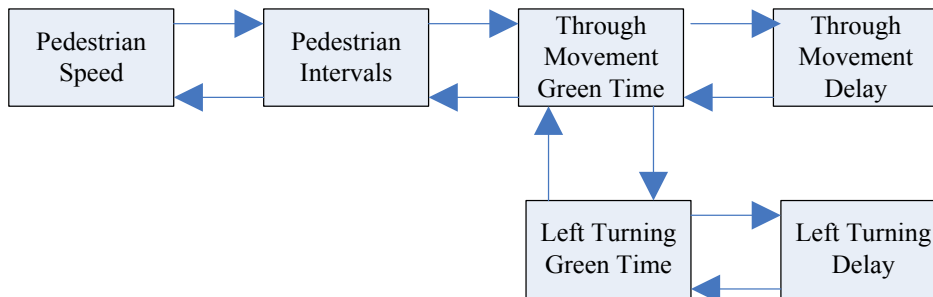 Pedestrian
Speed
Pedestrian
Intervals
Through
Movement
Green Time
Through
Movement
Delay
Left Turning
Green Time
Left Turning
Delay